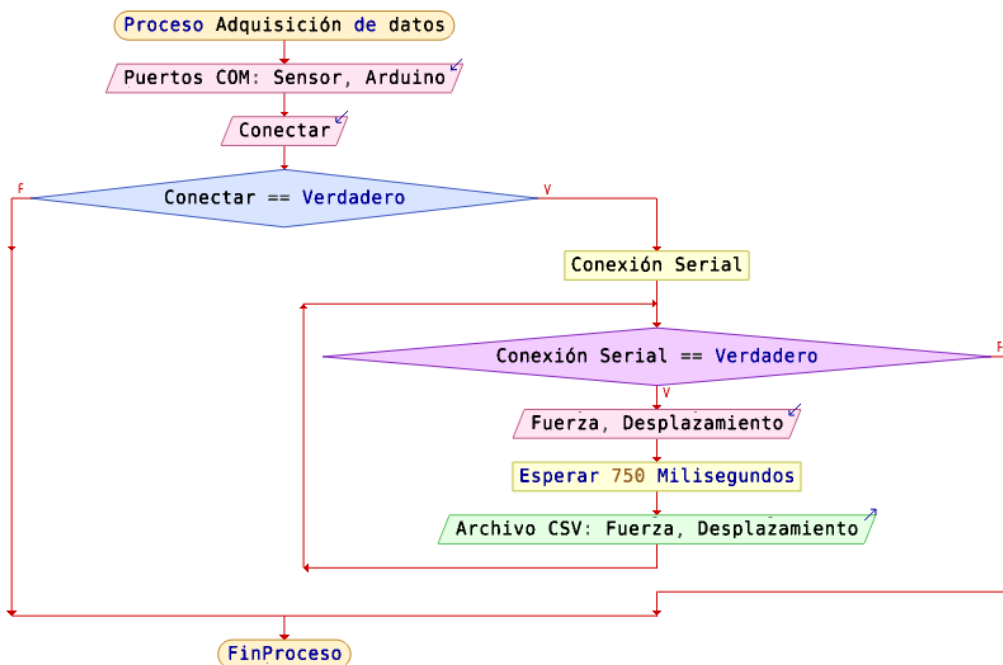 Proceso Adquisición de datos
Puertos COM: Sensor, Arduino
Conectar
F
Conectar == Verdadero
V
Conexión Serial
Conexión Serial == Verdadero
F
V
Fuerza, Desplazamiento
Esperar 750 Milisegundos
Archivo CSV: Fuerza, Desplazamiento
FinProceso